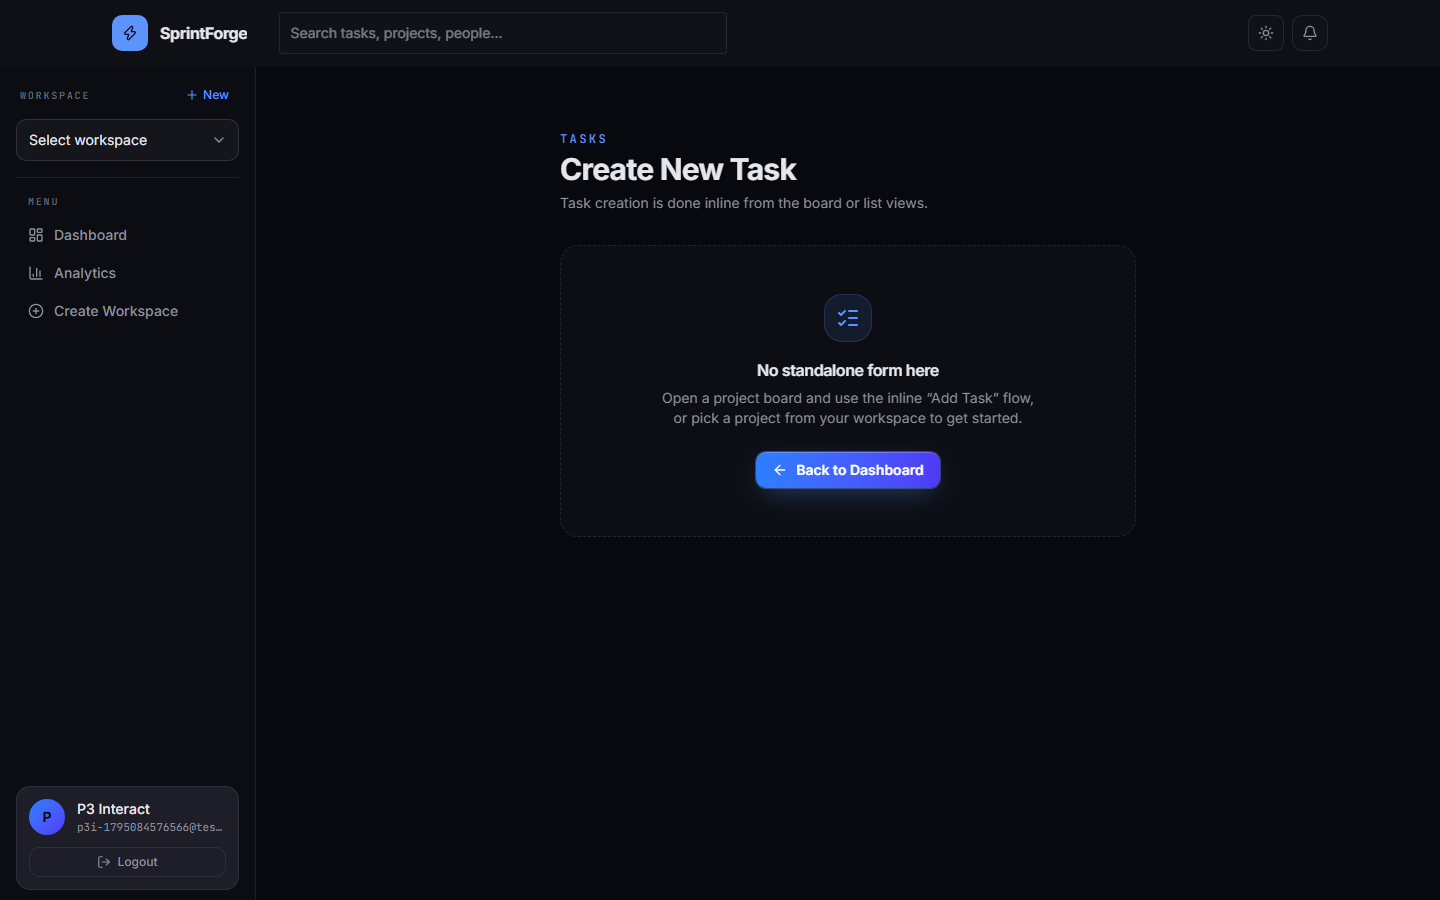 SprintForge
Search tasks, projects, people...
WORKSPACE
New
Select workspace
MENU
Dashboard
Analytics
Create Workspace
TASKS
Create New Task
Task creation is done inline from the board or list views.
No standalone form here
Open a project board and use the inline “Add Task” flow,
or pick a project from your workspace to get started.
Back to Dashboard
P
P3 Interact
p3i-1795084576566@tes…
Logout